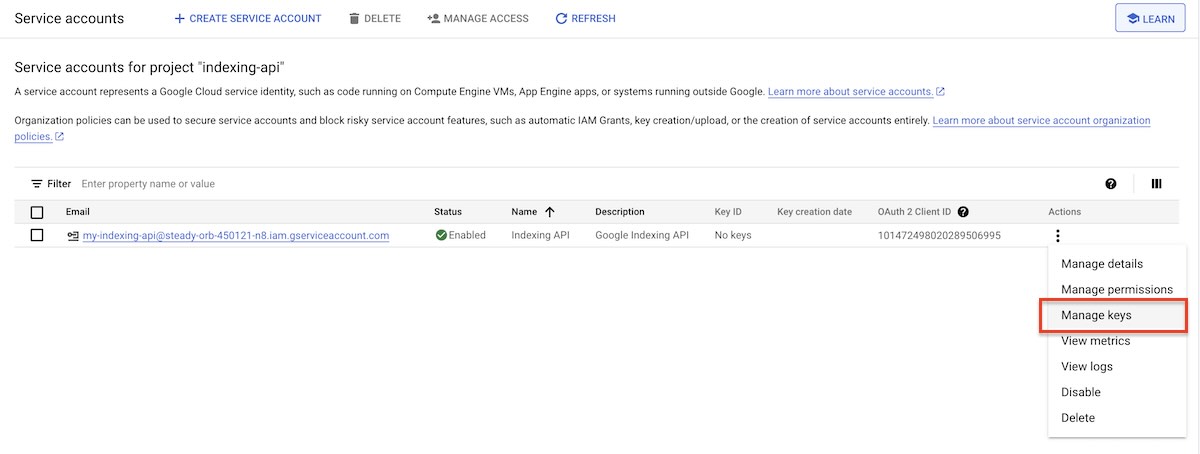 Service accounts CREATE SERVICE ACCOUNT DELETE MANAGE ACCESS REFRESH LEARN
Service accounts for project "indexing-api"
A service account represents a Google Cloud service identity, such as code running on Compute Engine VMs, App Engine apps, or systems running outside Google. Learn more about service accounts.
Organization policies can be used to secure service accounts and block risky service account features, such as automatic IAM Grants, key creation/upload, or the creation of service accounts entirely. Learn more about service account organization
policies.
Filter Enter property name or value
Email Status Name Description Key ID Key creation date OAuth 2 Client ID Actions
my-indexing-api@steady-orb-450121-n8.iam.gserviceaccount.com Enabled Indexing API Google Indexing API No keys 101472498020289506995
Manage details
Manage permissions
Manage keys
View metrics
View logs
Disable
Delete